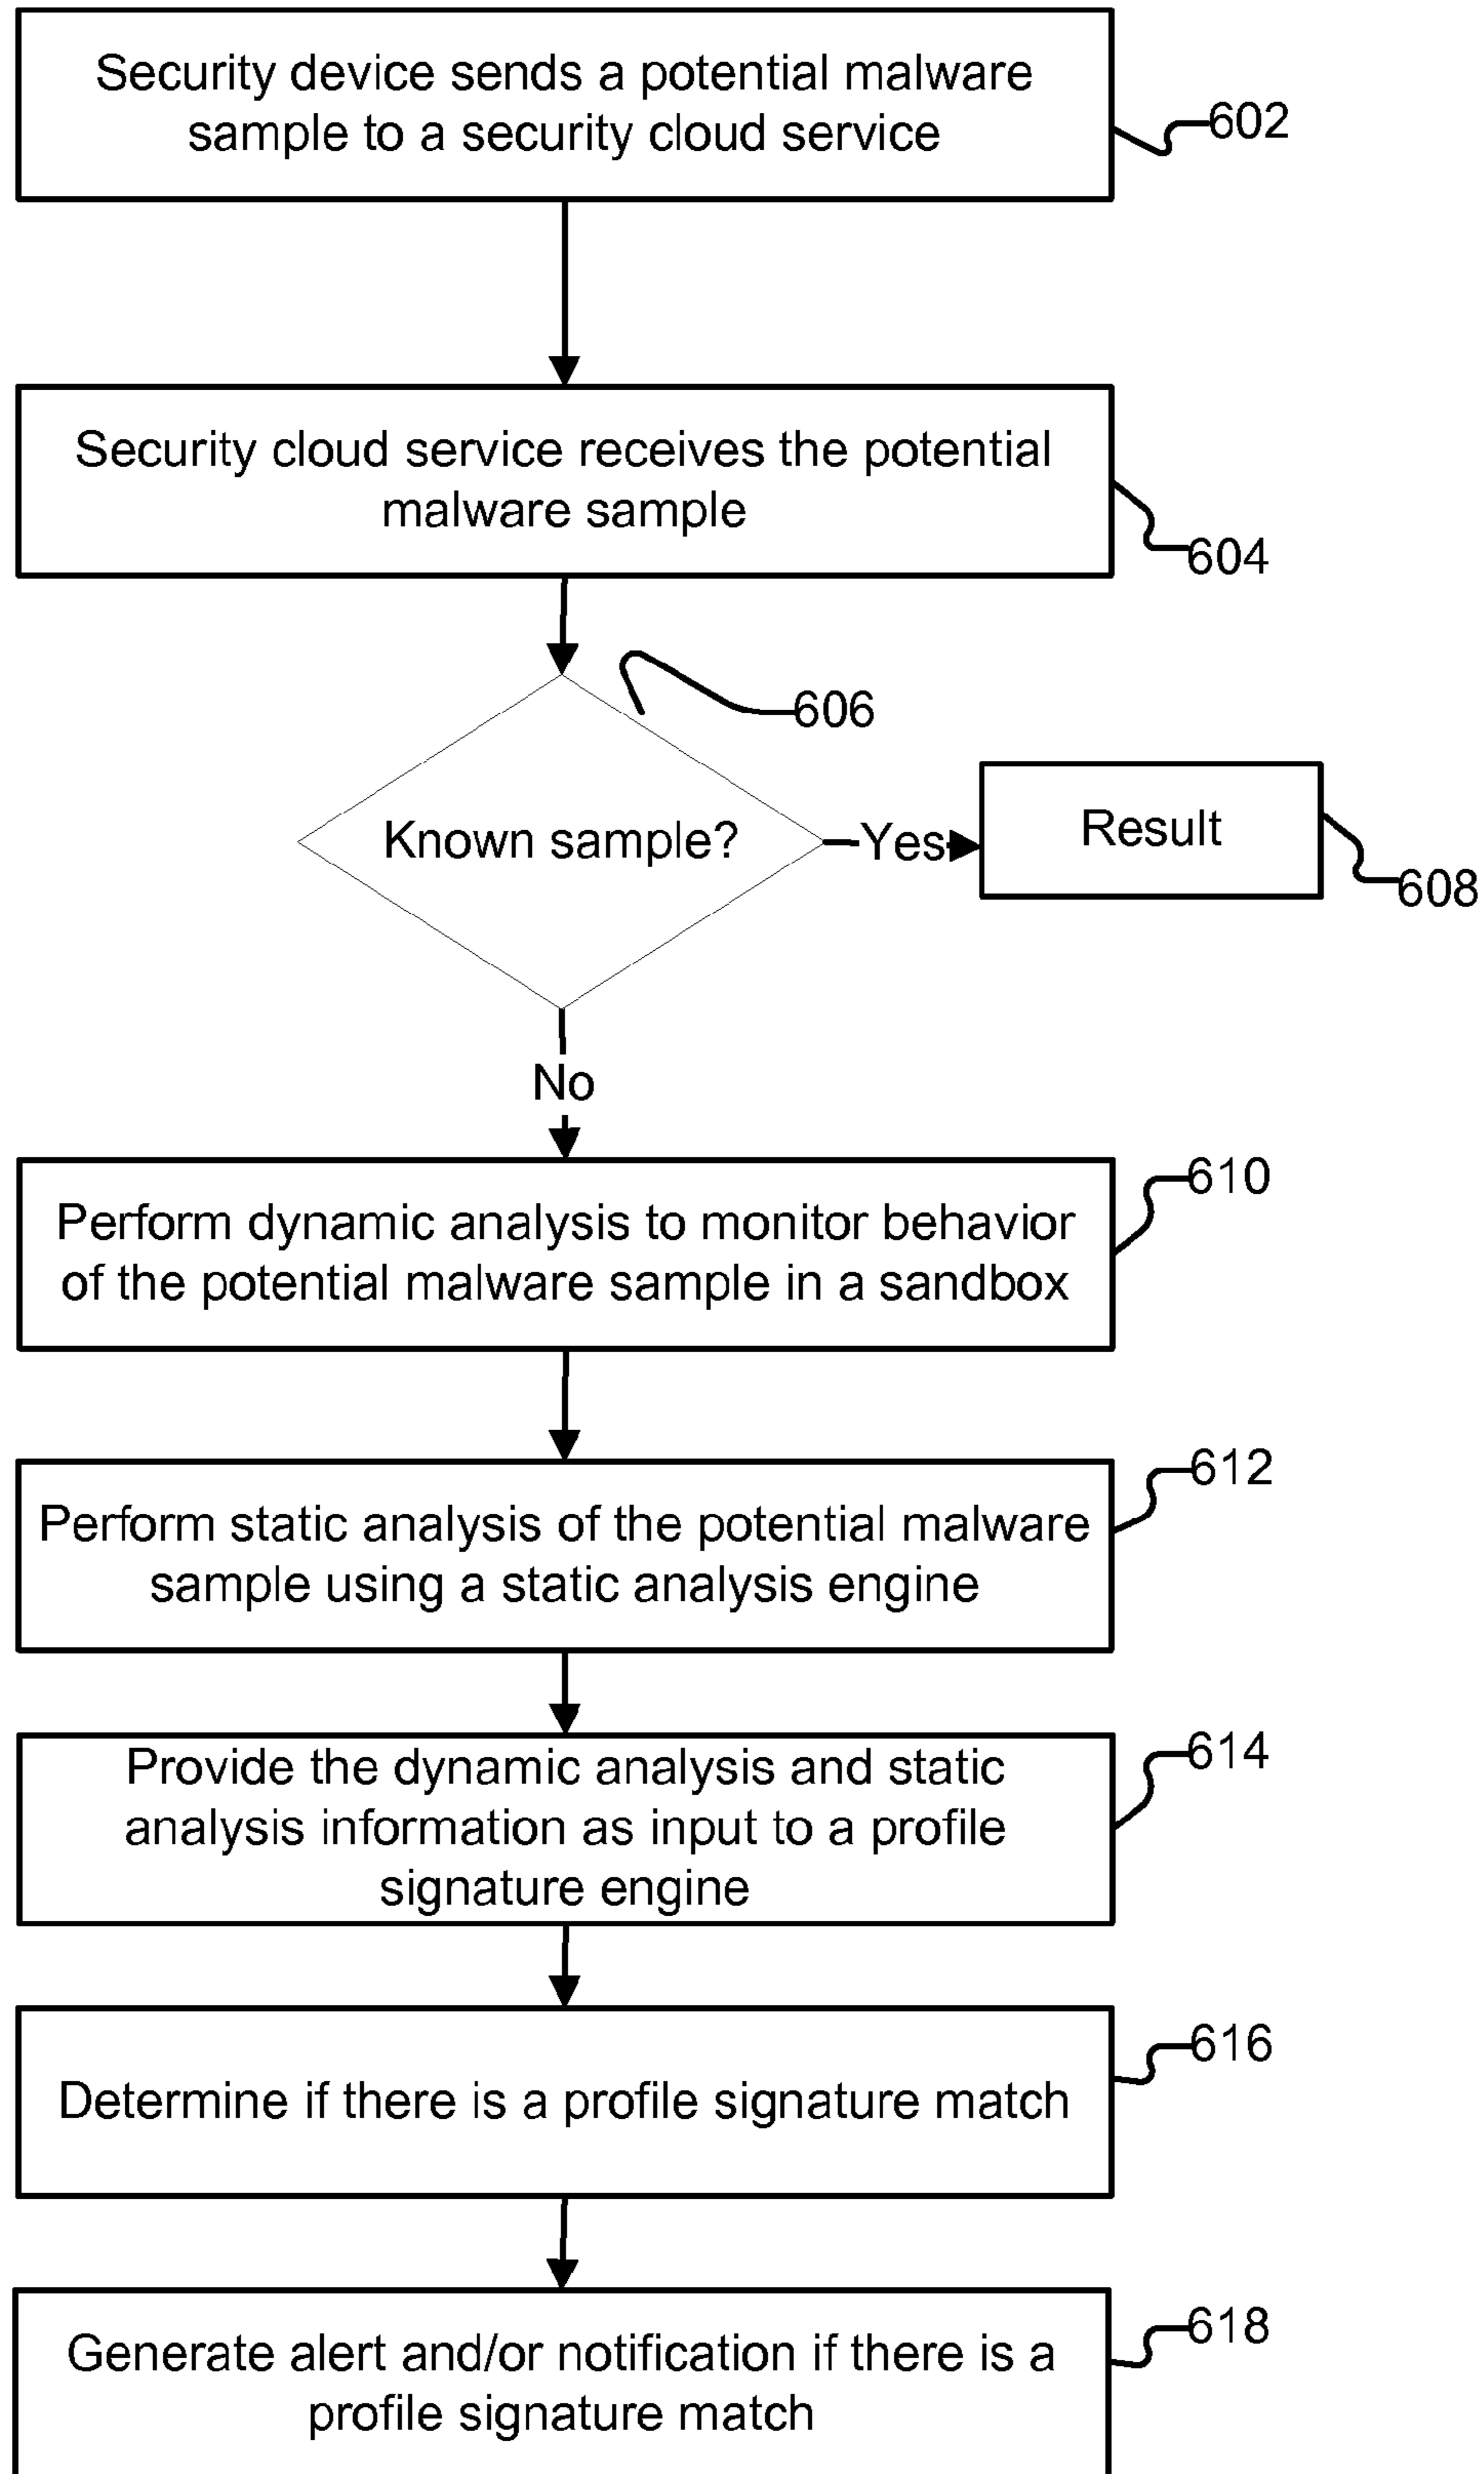 Security device sends a potential malware
sample to a security cloud service
602
Security cloud service receives the potential
malware sample
604
606
Known sample?
Yes
Result
608
No
610
Perform dynamic analysis to monitor behavior
of the potential malware sample in a sandbox
612
Perform static analysis of the potential malware
sample using a static analysis engine
614
Provide the dynamic analysis and static
analysis information as input to a profile
signature engine
616
Determine if there is a profile signature match
618
Generate alert and/or notification if there is a
profile signature match